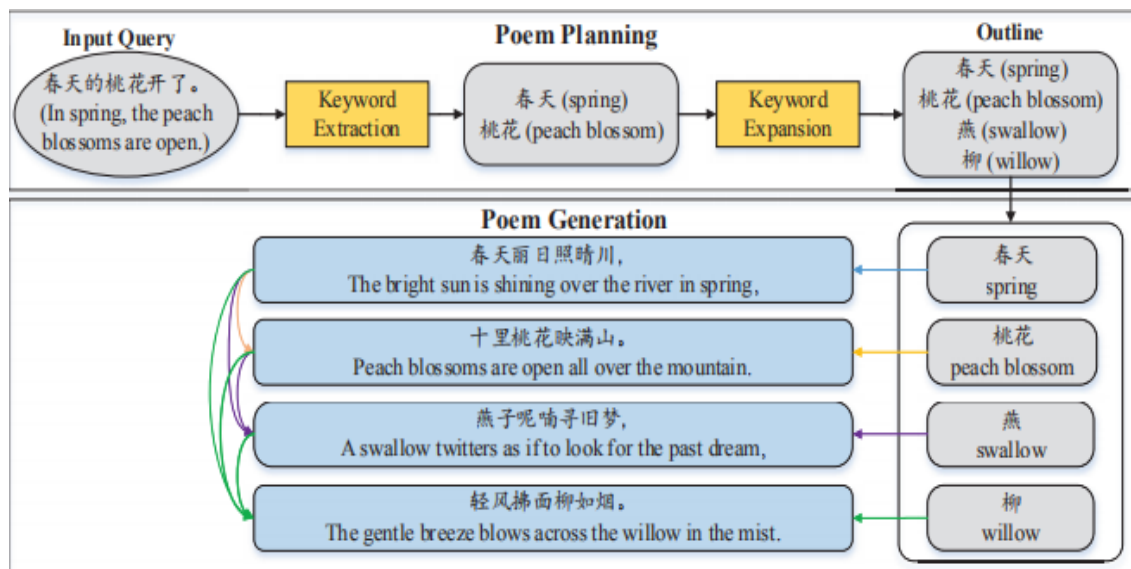 Input Query
Poem Planning
Outline
春天的桃花开了。
(In spring, the peach
blossoms are open.)
Keyword
Extraction
春天 (spring)
桃花 (peach blossom)
Keyword
Expansion
春天 (spring)
桃花 (peach blossom)
燕 (swallow)
柳 (willow)
Poem Generation
春天丽日照晴川,
The bright sun is shining over the river in spring,
春天
spring
十里桃花映满山。
Peach blossoms are open all over the mountain.
桃花
peach blossom
燕子呢喃寻旧梦,
A swallow twitters as if to look for the past dream,
燕
swallow
轻风拂面柳如烟。
The gentle breeze blows across the willow in the mist.
柳
willow